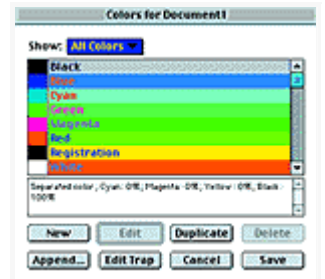 Colors for Document1
Show: All Colors
Black
Blue
Cyan
Green
Magenta
Red
Registration
White
Separated color; Cyan: 0%, Magenta: 0%, Yellow: 0%, Black:
100%
New
Edit
Duplicate
Delete
Append...
Edit Trap
Cancel
Save